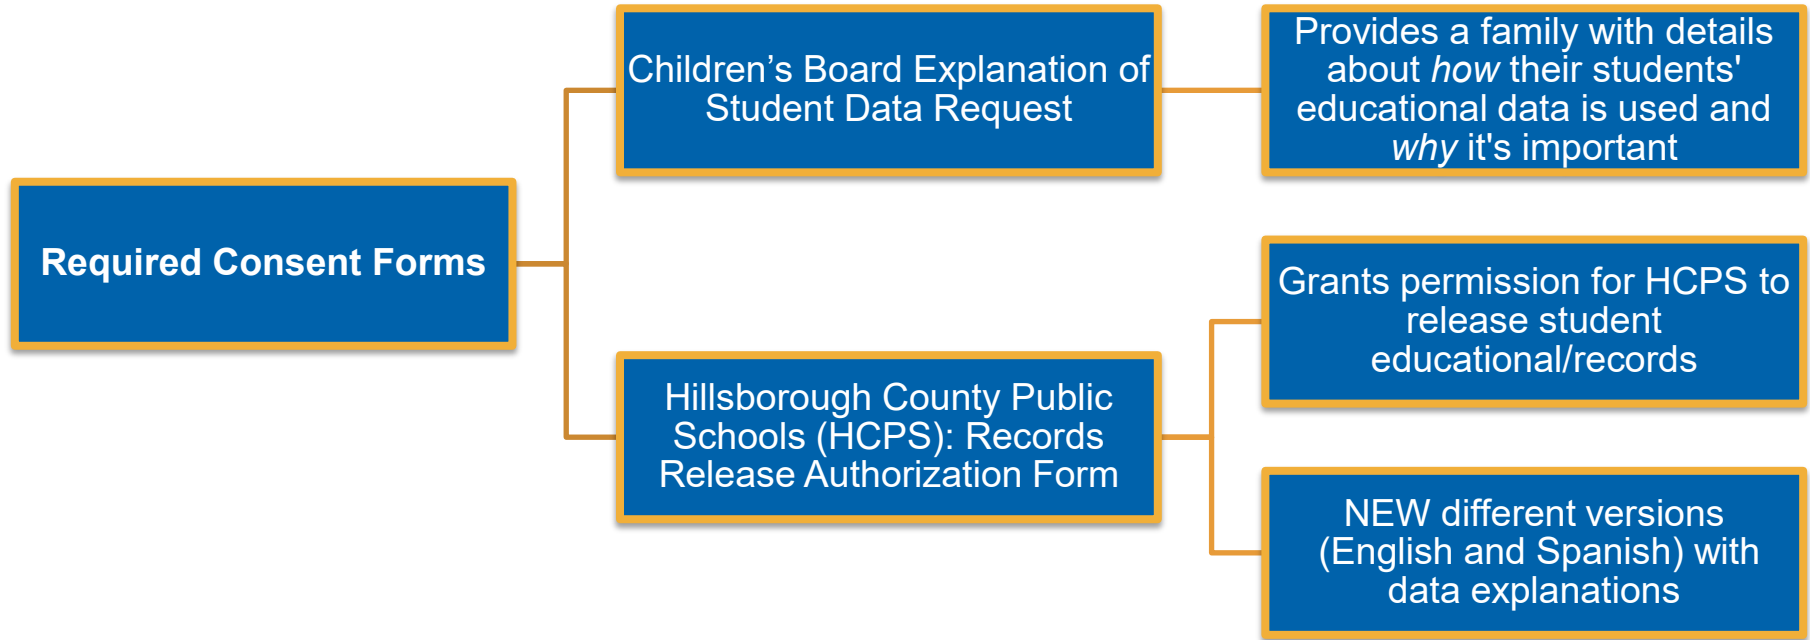 Required Consent Forms
Children’s Board Explanation of
Student Data Request
Provides a family with details
about how their students'
educational data is used and
why it's important
Hillsborough County Public
Schools (HCPS): Records
Release Authorization Form
Grants permission for HCPS to
release student
educational/records
NEW different versions
(English and Spanish) with
data explanations